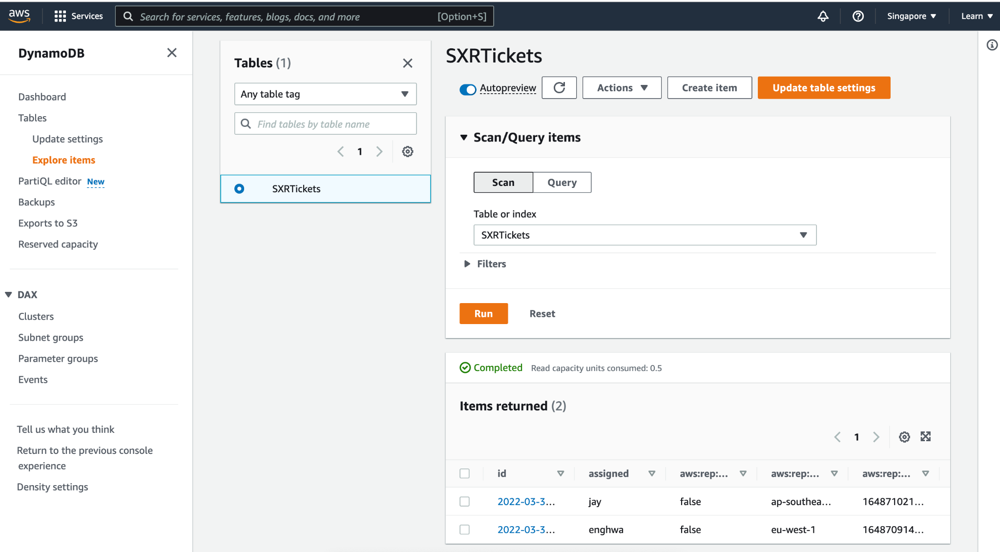 aws
Services
Search for services, features, blogs, docs, and more [Option+S]
Singapore
Learn
DynamoDB
Dashboard
Tables
Update settings
Explore items
PartiQL editor New
Backups
Exports to S3
Reserved capacity
DAX
Clusters
Subnet groups
Parameter groups
Events
Tell us what you think
Return to the previous console
experience
Density settings
Tables (1)
Any table tag
Find tables by table name
1
SXRTickets
SXRTickets
Autopreview
Actions
Create item
Update table settings
Scan/Query items
Scan
Query
Table or index
SXRTickets
Filters
Run
Reset
Completed Read capacity units consumed: 0.5
Items returned (2)
1
id assigned aws:rep:... aws:rep:... aws:rep:...
2022-03-3... jay false ap-southea... 164871021...
2022-03-3... enghwa false eu-west-1 164870914...